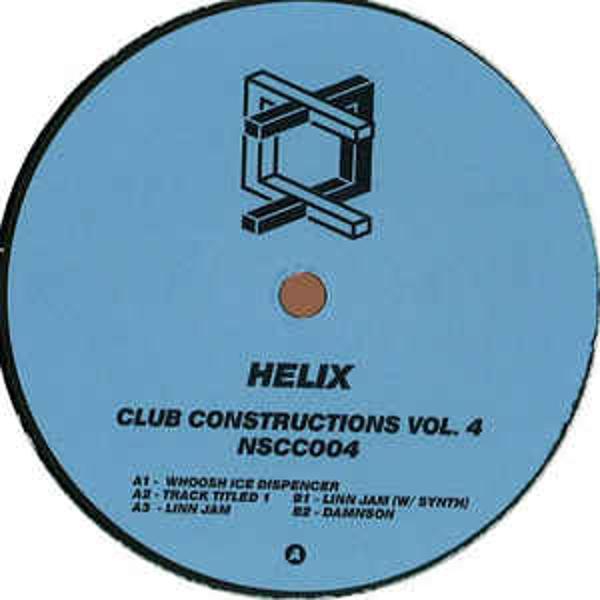 HELIX
CLUB CONSTRUCTIONS VOL. 4
NSCC004
A1 - WHOOSH ICE DISPENCER
A2 - TRACK TITLED 1 B1 - LINN JAM (W/ SYNTH)
A3 - LINN JAM B2 - DAMNSON
A